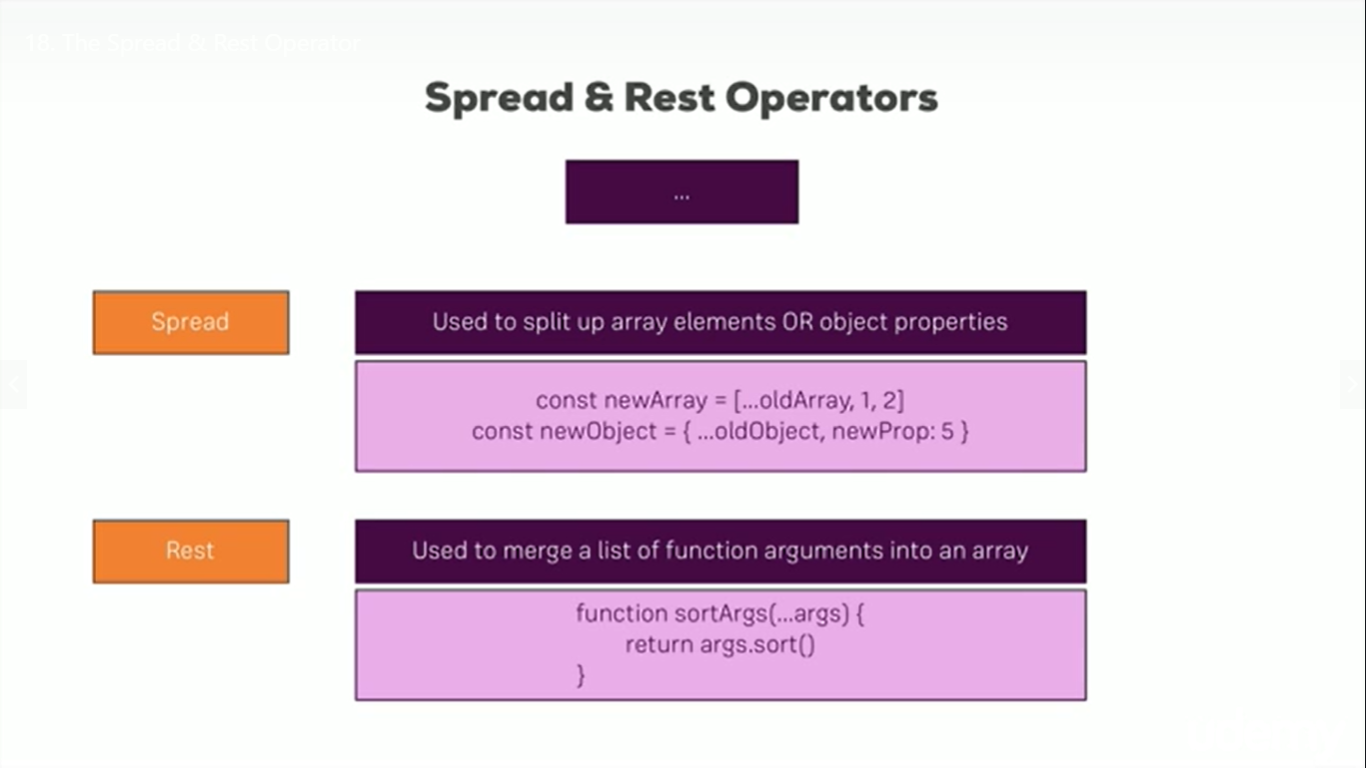 18. The Spread & Rest Operator
Spread & Rest Operators
...
Spread
Used to split up array elements OR object properties
const newArray = [...oldArray, 1, 2]
const newObject = { ...oldObject, newProp: 5 }
Rest
Used to merge a list of function arguments into an array
function sortArgs(...args) {
return args.sort()
}